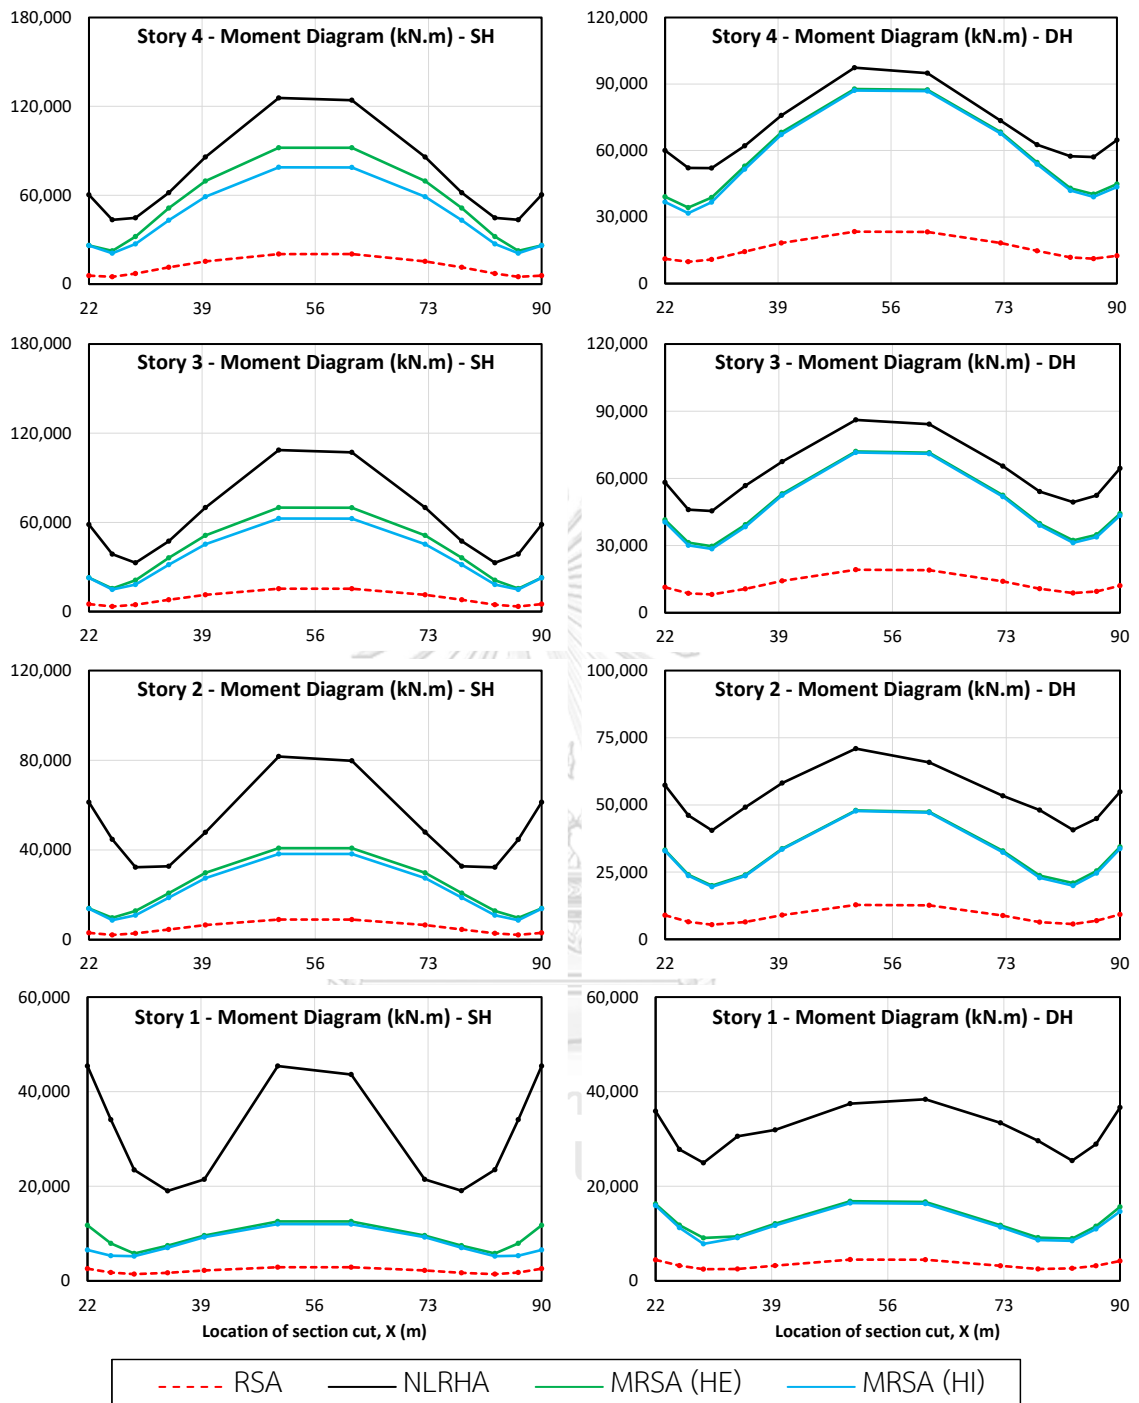 Story 4 - Moment Diagram (kN.m) - SH
180,000
120,000
60,000
0
22 39 56 73 90
Story 4 - Moment Diagram (kN.m) - DH
120,000
90,000
60,000
30,000
0
22 39 56 73 90
Story 3 - Moment Diagram (kN.m) - SH
180,000
120,000
60,000
0
22 39 56 73 90
Story 3 - Moment Diagram (kN.m) - DH
120,000
90,000
60,000
30,000
0
22 39 56 73 90
Story 2 - Moment Diagram (kN.m) - SH
120,000
80,000
40,000
0
22 39 56 73 90
Story 2 - Moment Diagram (kN.m) - DH
100,000
75,000
50,000
25,000
0
22 39 56 73 90
Story 1 - Moment Diagram (kN.m) - SH
60,000
40,000
20,000
0
22 39 56 73 90
Location of section cut, X (m)
Story 1 - Moment Diagram (kN.m) - DH
60,000
40,000
20,000
0
22 39 56 73 90
Location of section cut, X (m)
RSA NLRHA MRSA (HE) MRSA (HI)